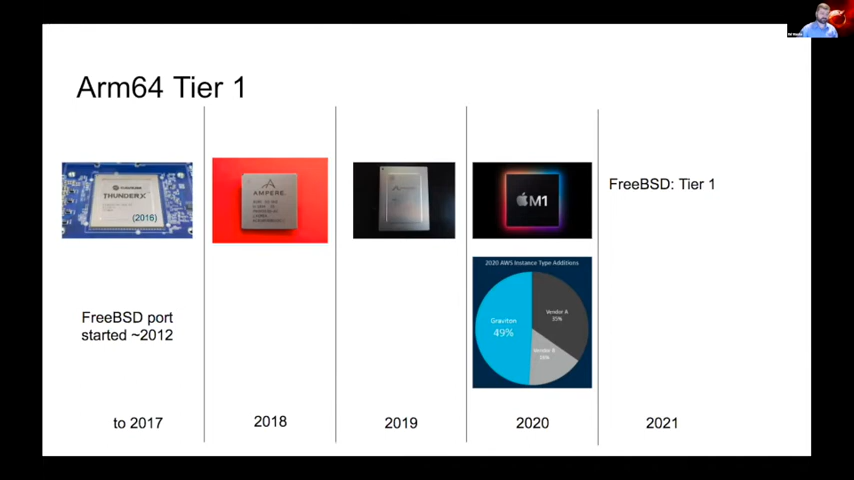 Arm64 Tier 1
THUNDERX
(2016)
AMPERE
M1
FreeBSD: Tier 1
2020 AWS Instance Type Additions
Graviton
49%
Vendor A
35%
Vendor B
FreeBSD port
started ~2012
to 2017
2018
2019
2020
2021